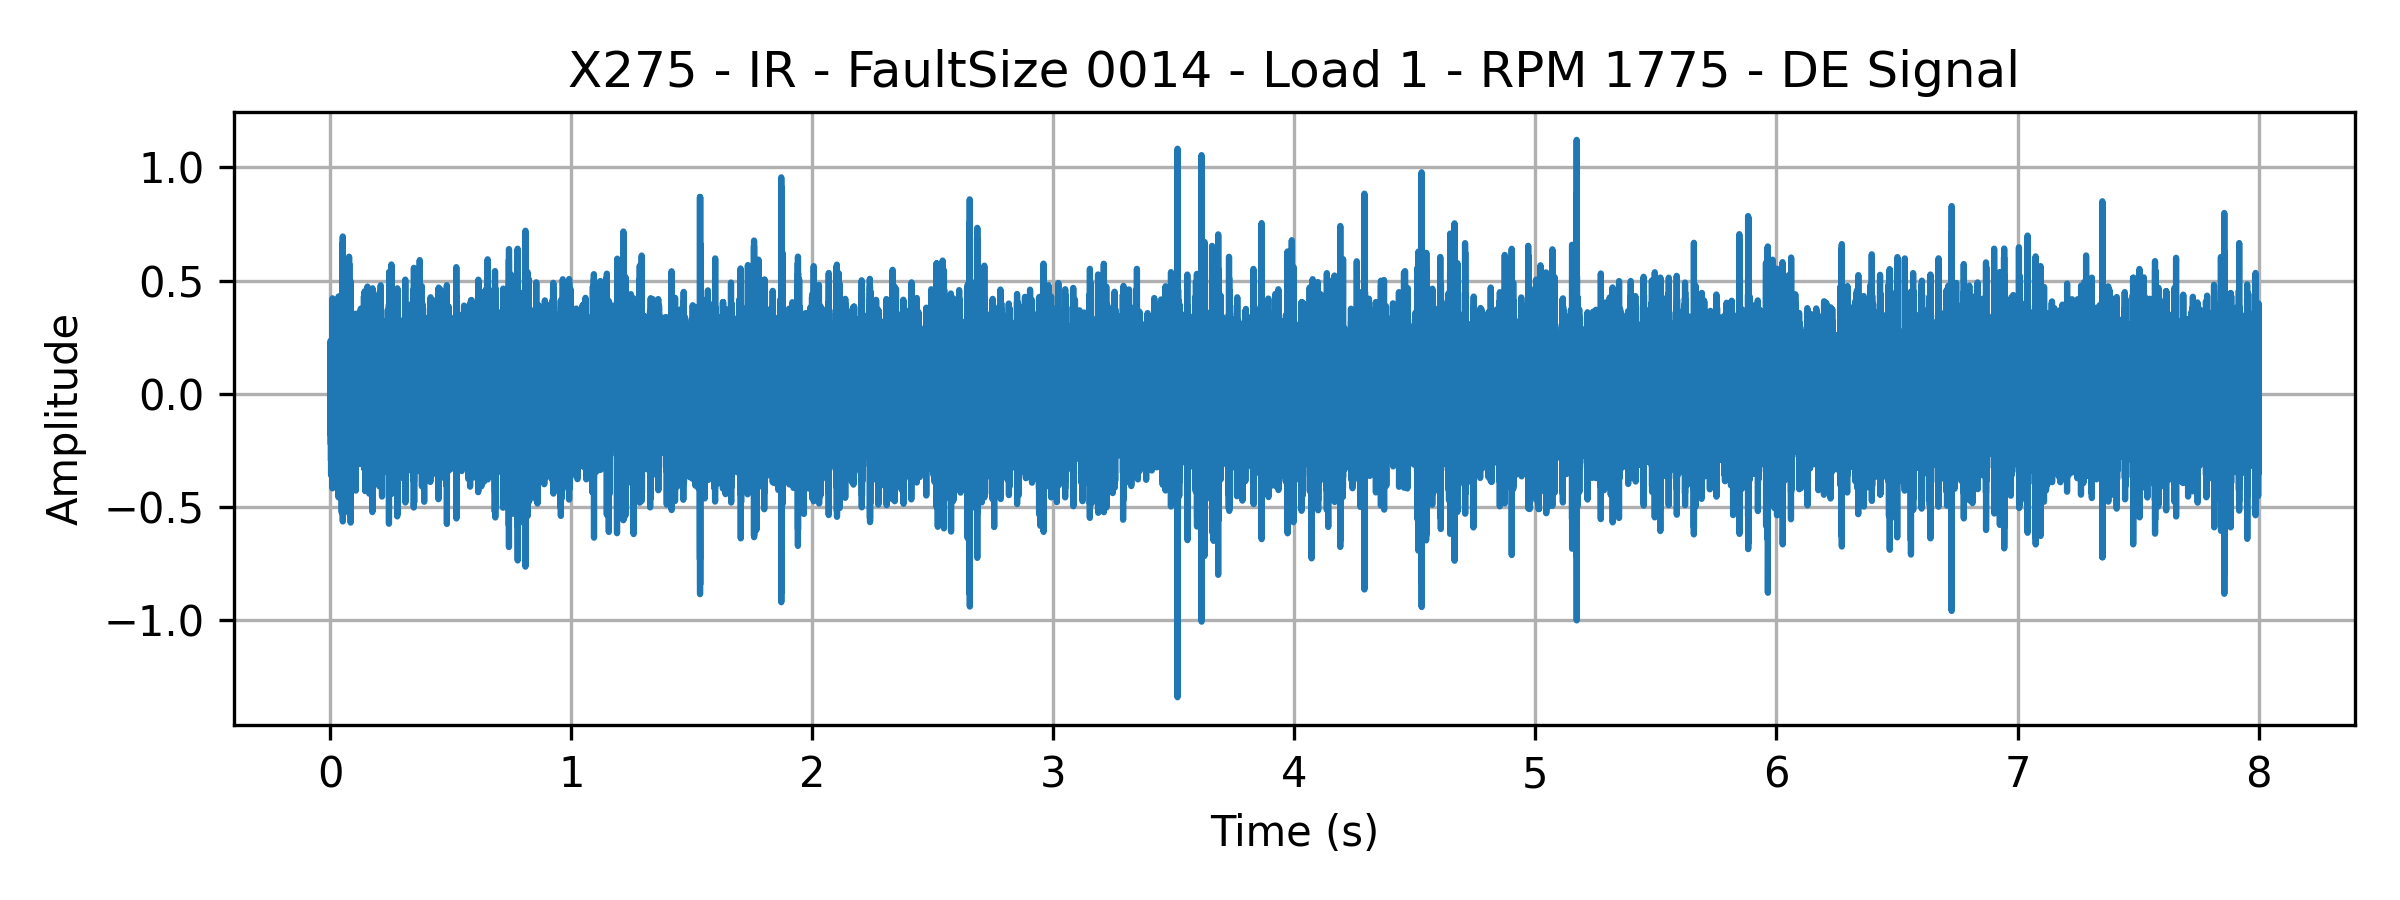 X275 - IR - FaultSize 0014 - Load 1 - RPM 1775 - DE Signal
Amplitude
1.0
0.5
0.0
−0.5
−1.0
0 1 2 3 4 5 6 7 8
Time (s)